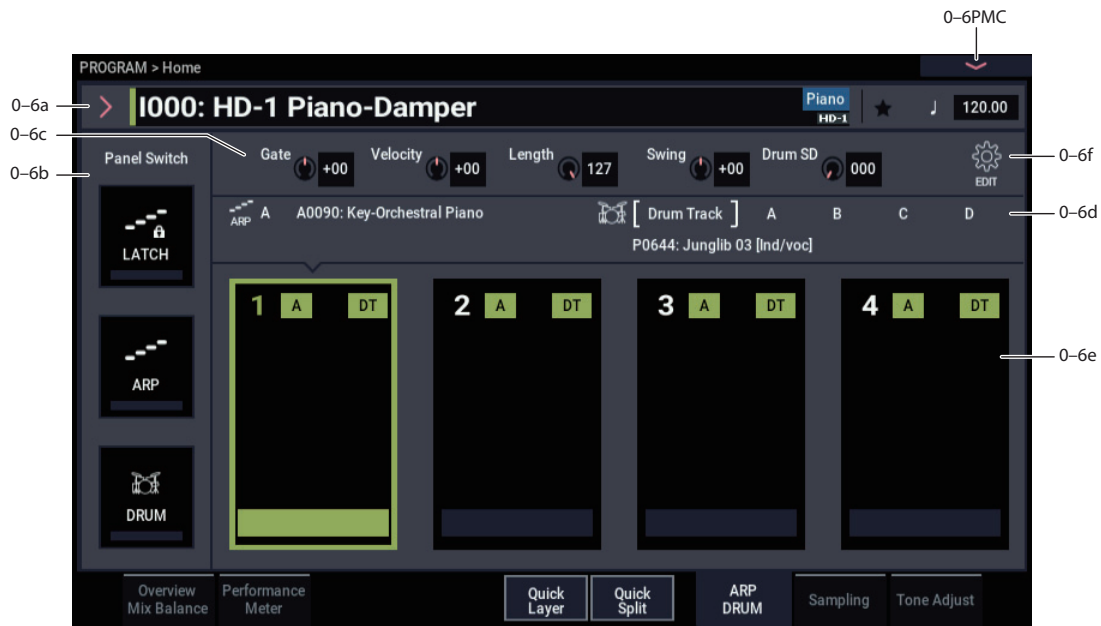 0–6PMC
PROGRAM > Home
0–6a
I000: HD-1 Piano-Damper
Piano
HD-1
♩ 120.00
0–6c
0–6b
Panel Switch
Gate +00
Velocity +00
Length 127
Swing +00
Drum SD 000
EDIT
0–6f
LATCH
ARP A A0090: Key-Orchestral Piano
[ Drum Track ] A B C D
P0644: Junglib 03 [Ind/voc]
0–6d
1 A DT
2 A DT
3 A DT
4 A DT
0–6e
ARP
DRUM
Overview
Mix Balance
Performance
Meter
Quick
Layer
Quick
Split
ARP
DRUM
Sampling
Tone Adjust